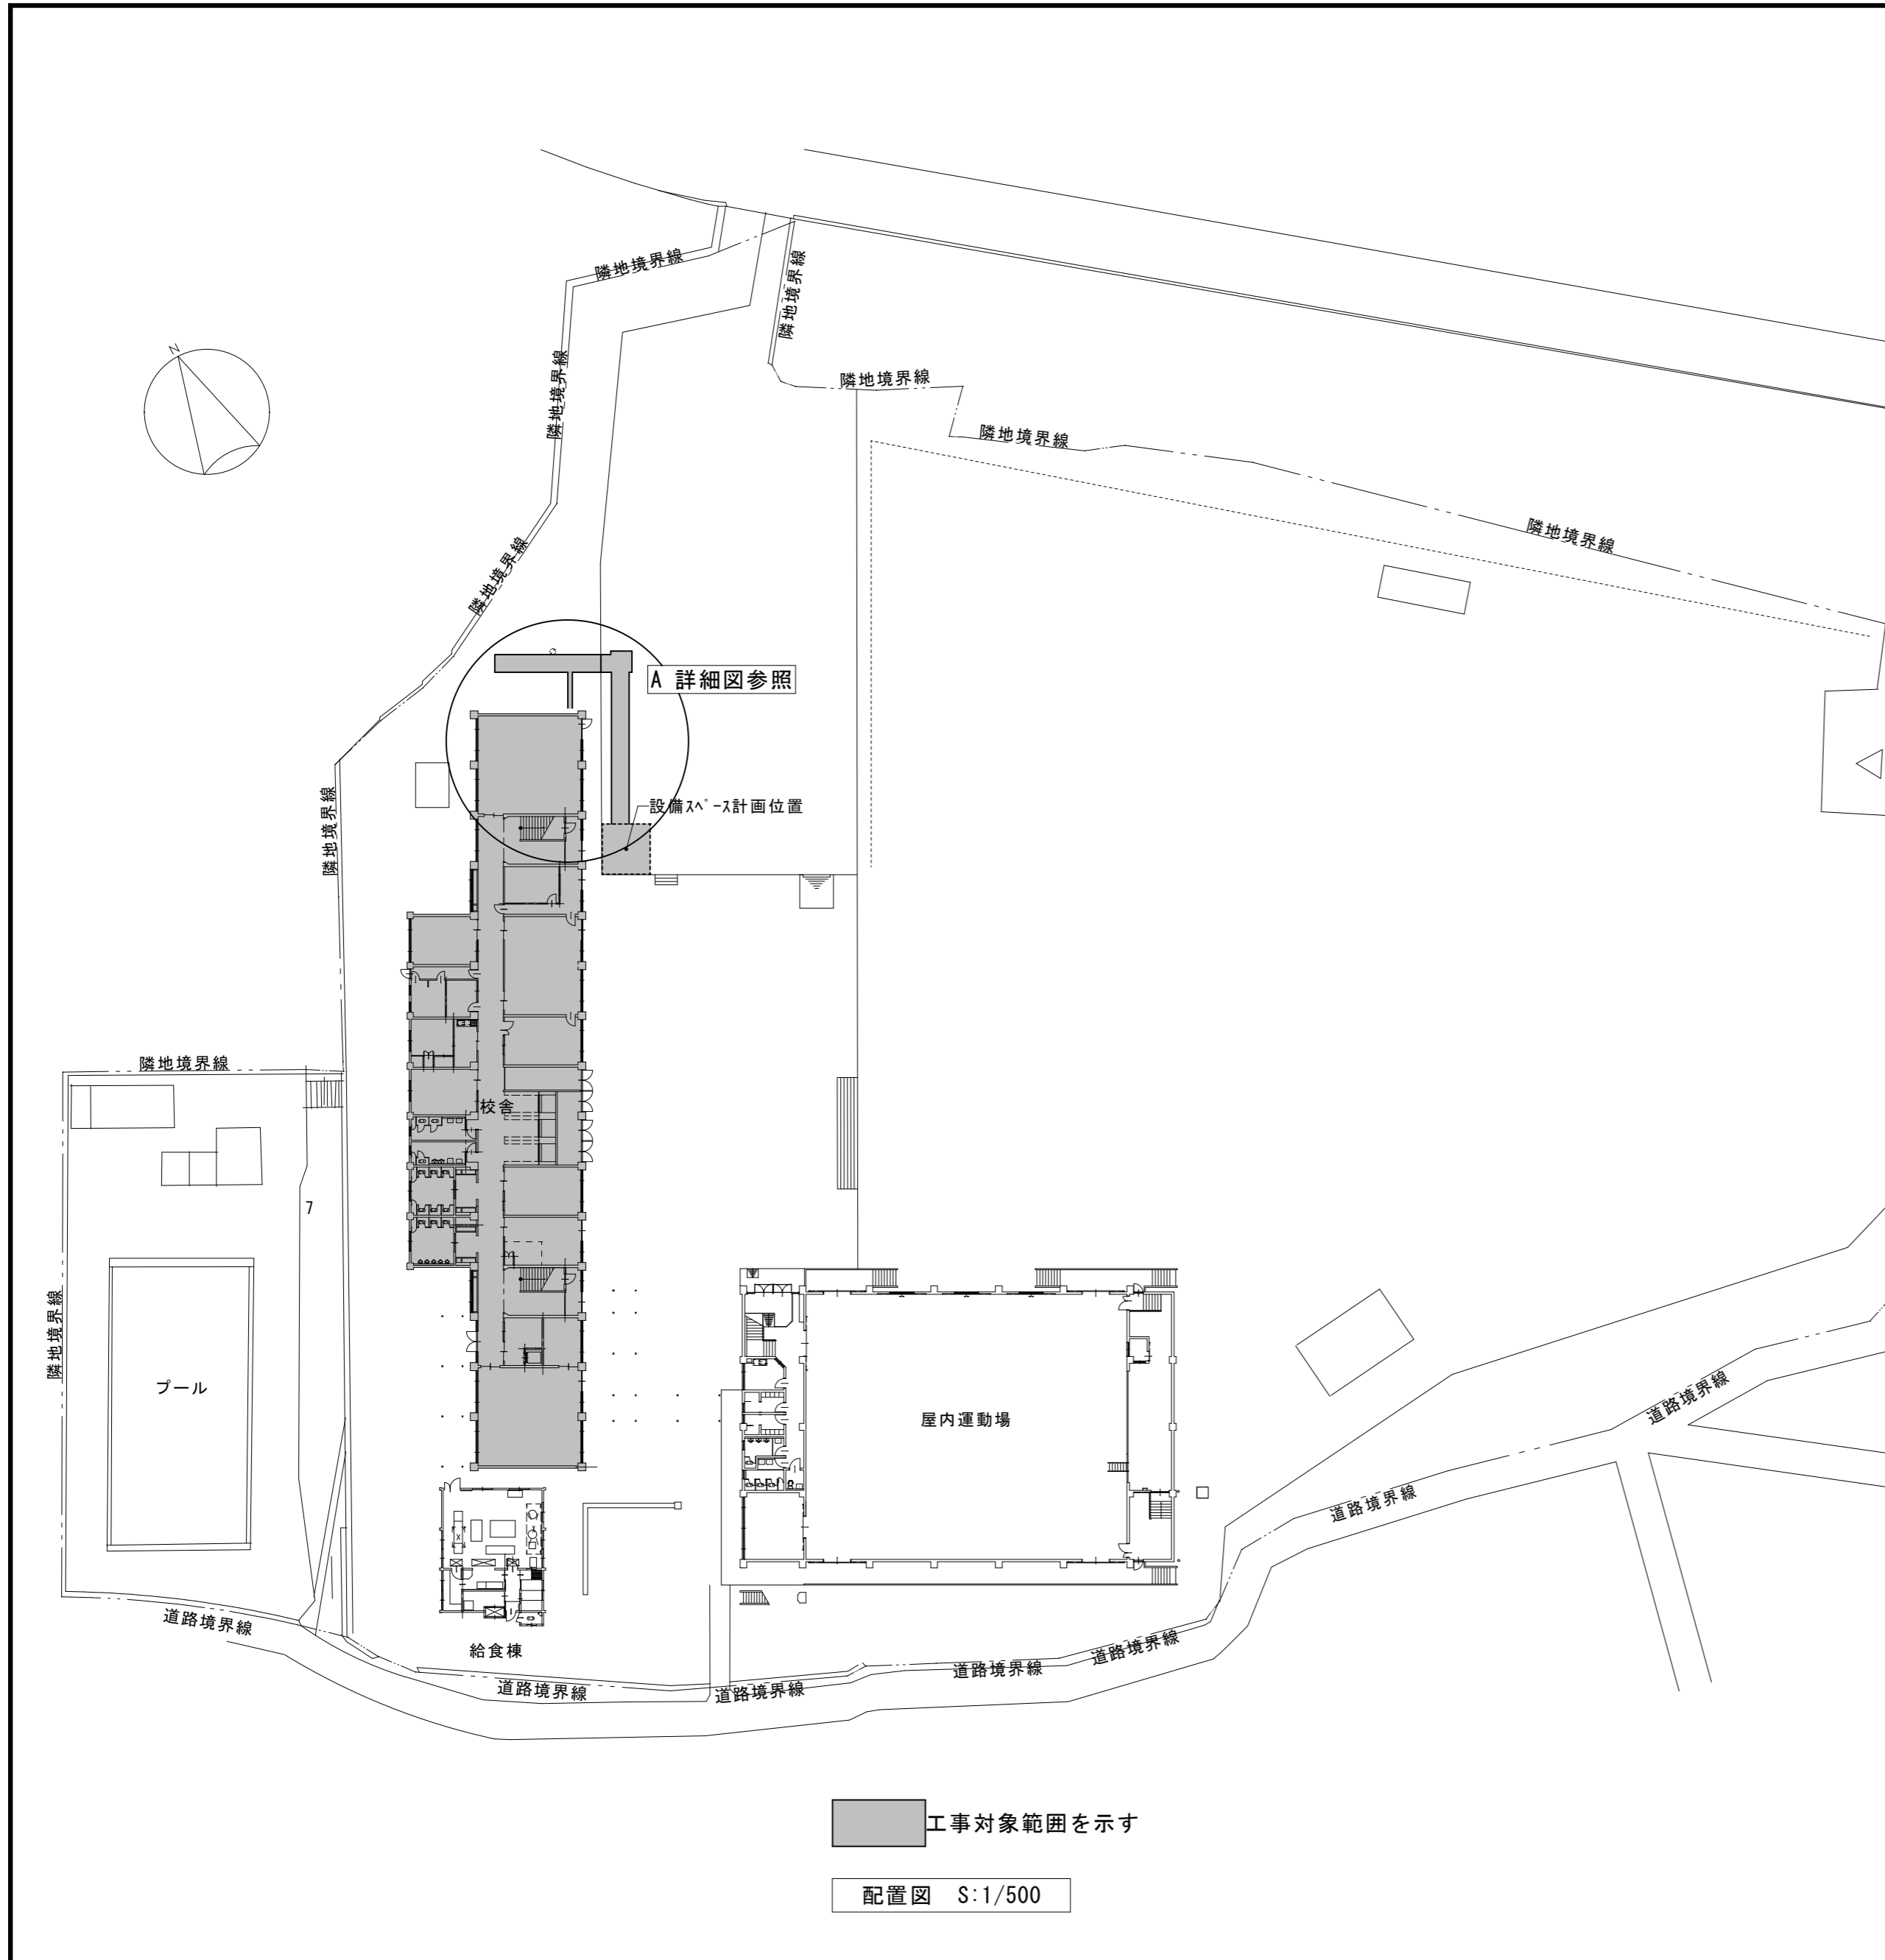 隣地境界線
隣地境界線
N
隣地境界線
隣地境界線
隣地境界線
隣地境界線
隣地境界線
A 詳細図参照
設備ｽﾍﾟｰｽ計画位置
隣地境界線
隣地境界線
校舎
7
隣地境界線
プール
屋内運動場
道路境界線
道路境界線
道路境界線
給食棟
道路境界線
道路境界線
道路境界線
道路境界線
工事対象範囲を示す
配置図 S:1/500